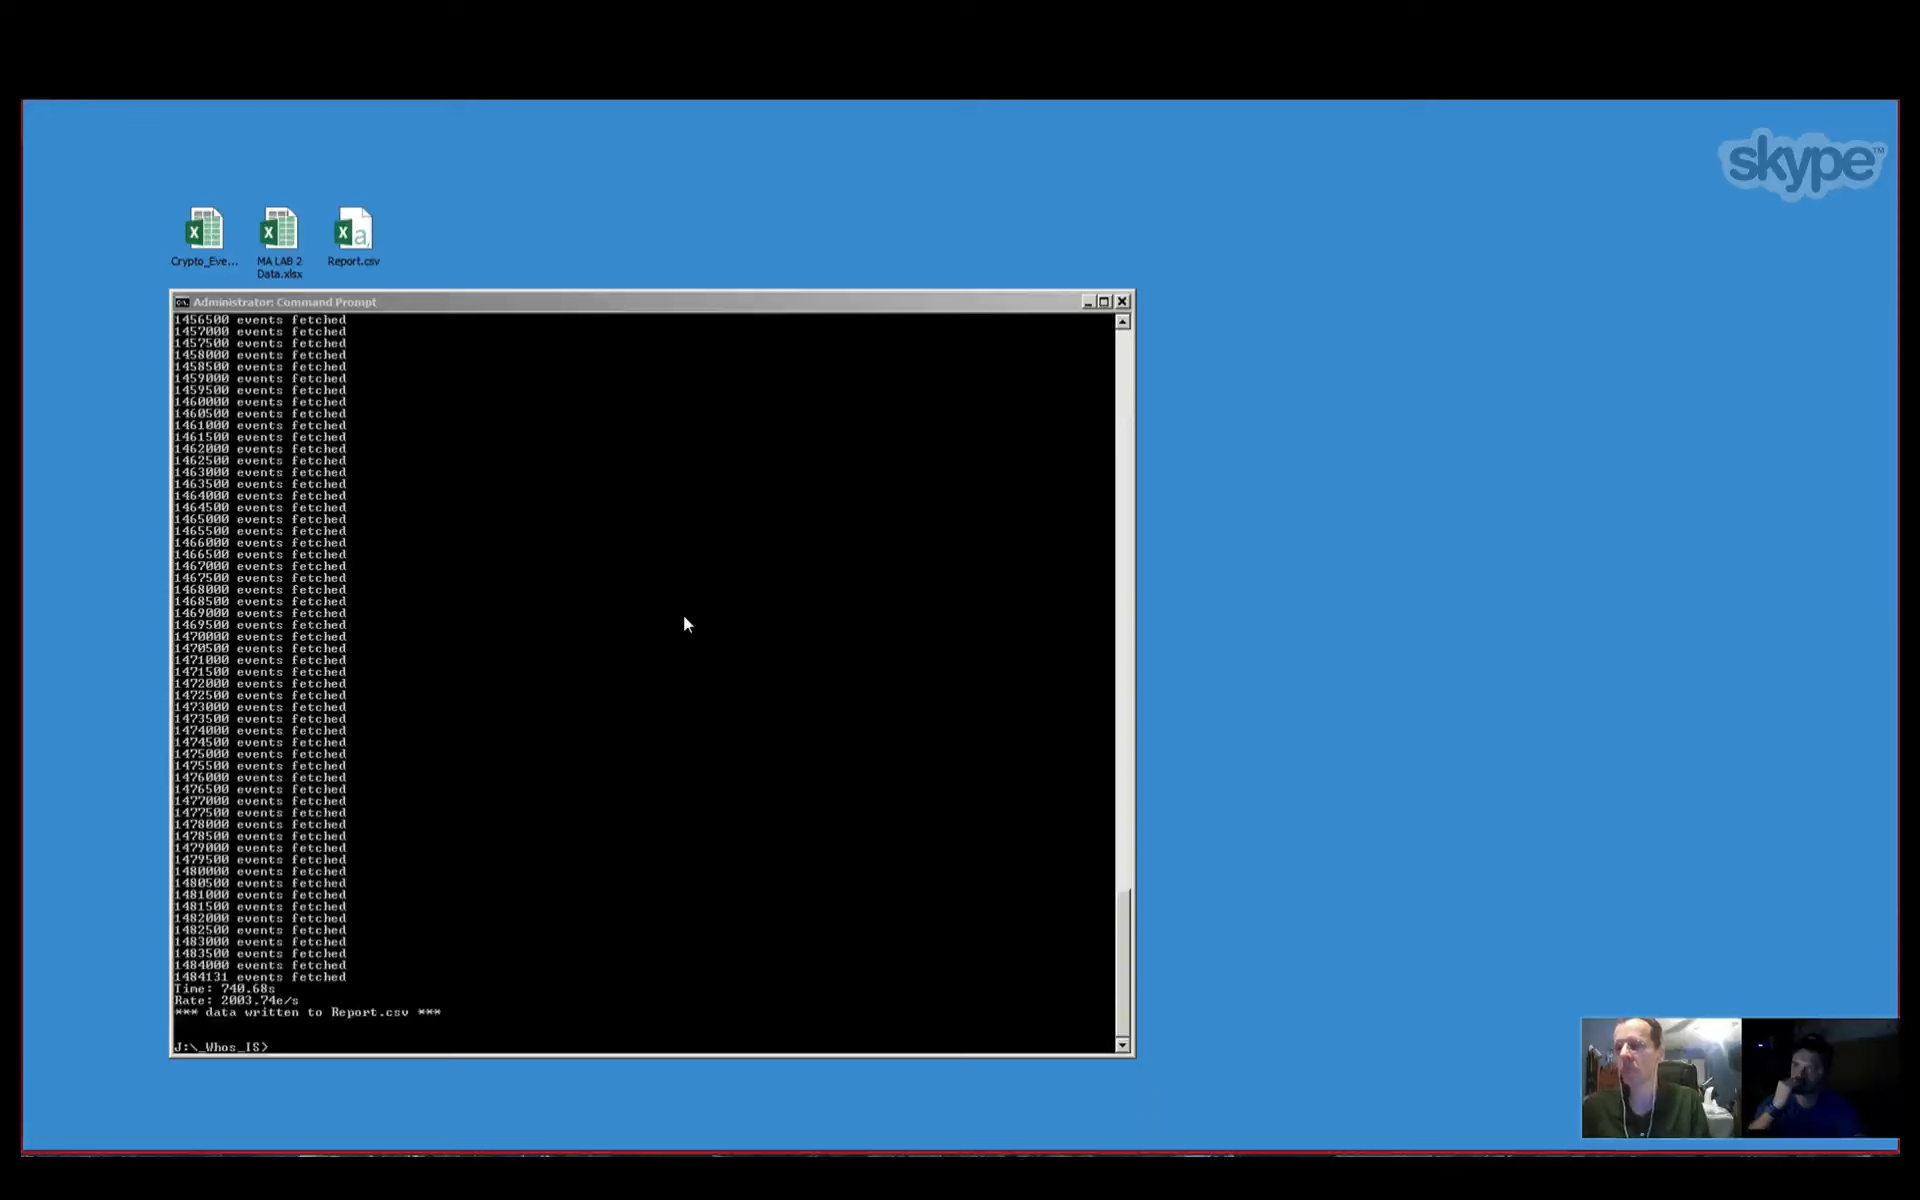 skype™
Crypto_Eve...
MA LAB 2
Data.xlsx
Report.csv
Administrator: Command Prompt
1456500 events fetched
1457000 events fetched
1457500 events fetched
1458000 events fetched
1458500 events fetched
1459000 events fetched
1459500 events fetched
1460000 events fetched
1460500 events fetched
1461000 events fetched
1461500 events fetched
1462000 events fetched
1462500 events fetched
1463000 events fetched
1463500 events fetched
1464000 events fetched
1464500 events fetched
1465000 events fetched
1465500 events fetched
1466000 events fetched
1466500 events fetched
1467000 events fetched
1467500 events fetched
1468000 events fetched
1468500 events fetched
1469000 events fetched
1469500 events fetched
1470000 events fetched
1470500 events fetched
1471000 events fetched
1471500 events fetched
1472000 events fetched
1472500 events fetched
1473000 events fetched
1473500 events fetched
1474000 events fetched
1474500 events fetched
1475000 events fetched
1475500 events fetched
1476000 events fetched
1476500 events fetched
1477000 events fetched
1477500 events fetched
1478000 events fetched
1478500 events fetched
1479000 events fetched
1479500 events fetched
1480000 events fetched
1480500 events fetched
1481000 events fetched
1481500 events fetched
1482000 events fetched
1482500 events fetched
1483000 events fetched
1483500 events fetched
1484000 events fetched
1484131 events fetched
Time: 740.68s
Rate: 2003.74e/s
*** data written to Report.csv ***
J:\_Whos_IS>